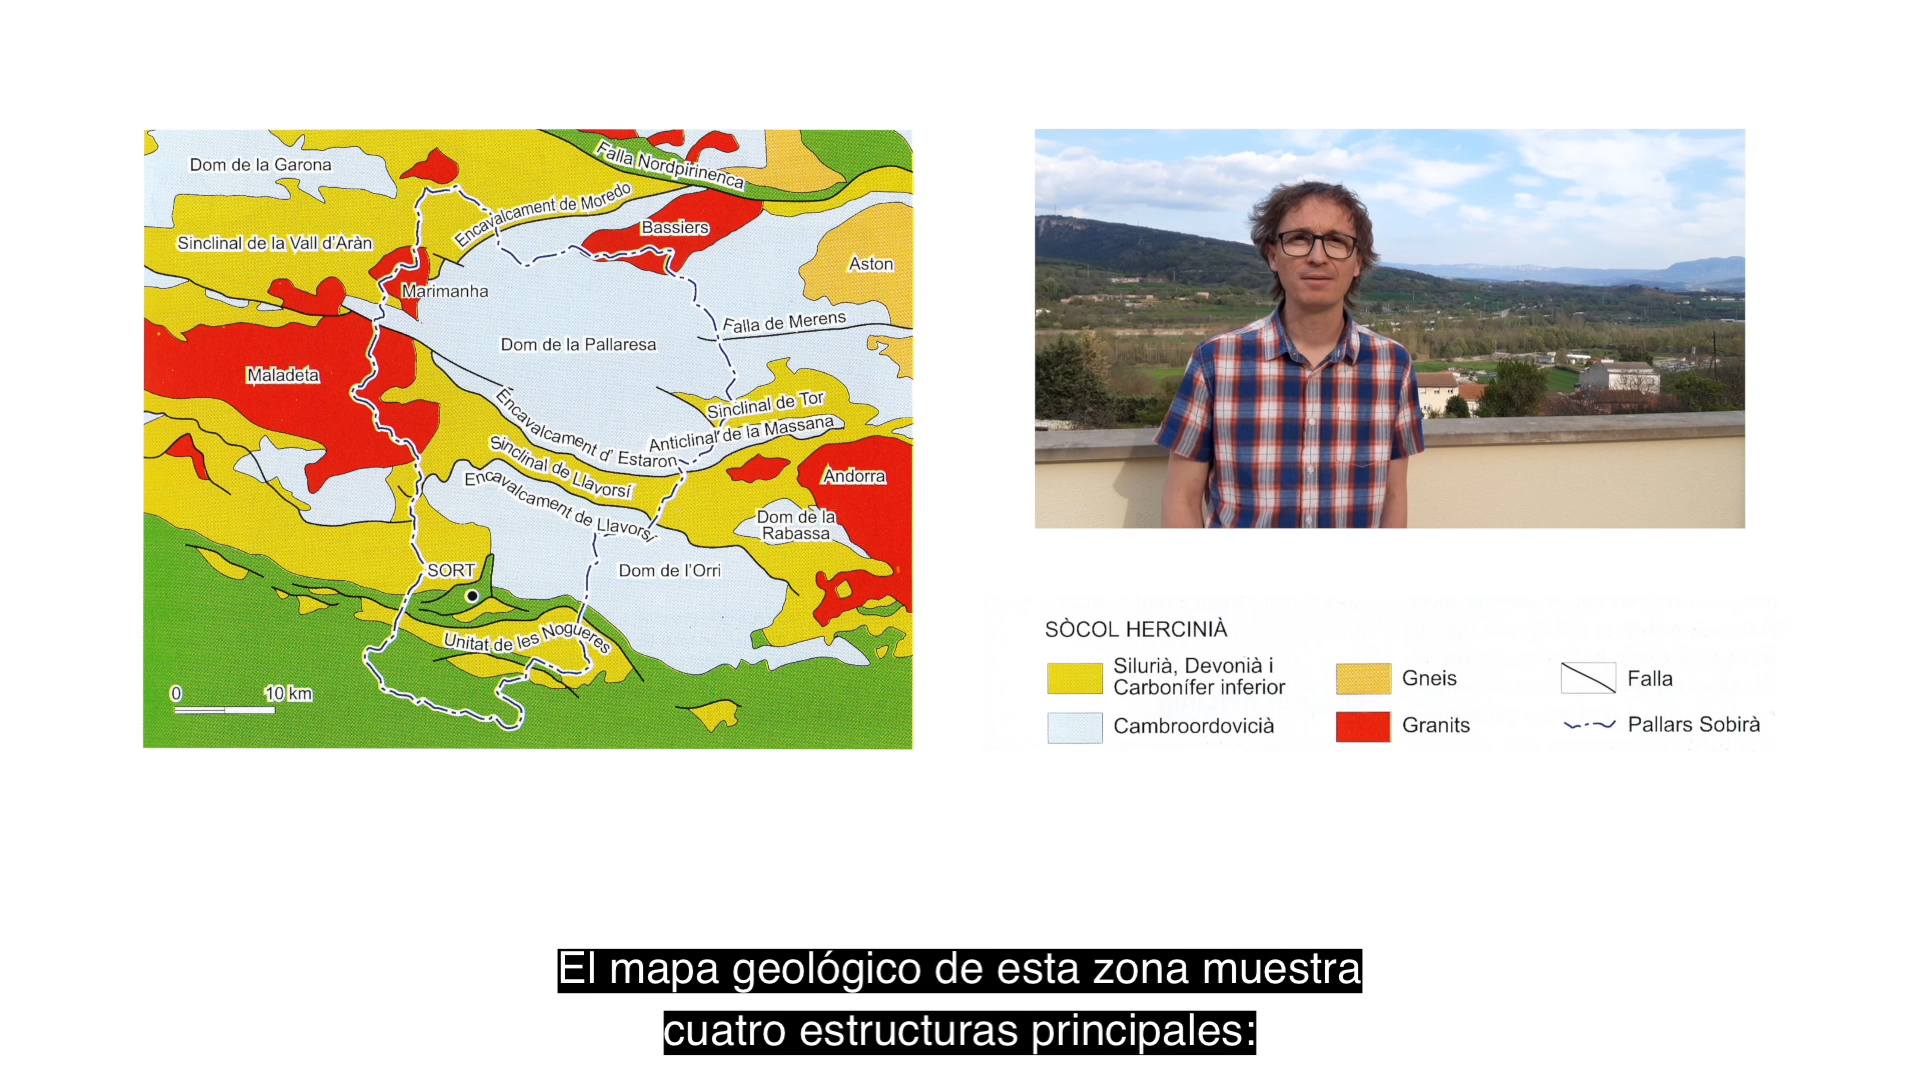 Dom de la Garona
Falla Nordpirinenca
Encavalcament de Moredo
Bassiers
Sinclinal de la Vall d'Aràn
Aston
Marimanha
Falla de Merens
Dom de la Pallaresa
Maladeta
Sinclinal de Tor
Anticlinal de la Massana
Encavalcament d' Estaron
Sinclinal de Llavorsí
Encavalcament de Llavorsí
Andorra
Dom de la
Rabassa
SORT
Dom de l'Orri
Unitat de les Nogueres
0 10 km
SÒCOL HERCINIÀ
Silurià, Devonià i
Carbonífer inferior
Cambroordovicià
Gneis
Granits
Falla
Pallars Sobirà
El mapa geológico de esta zona muestra
cuatro estructuras principales: